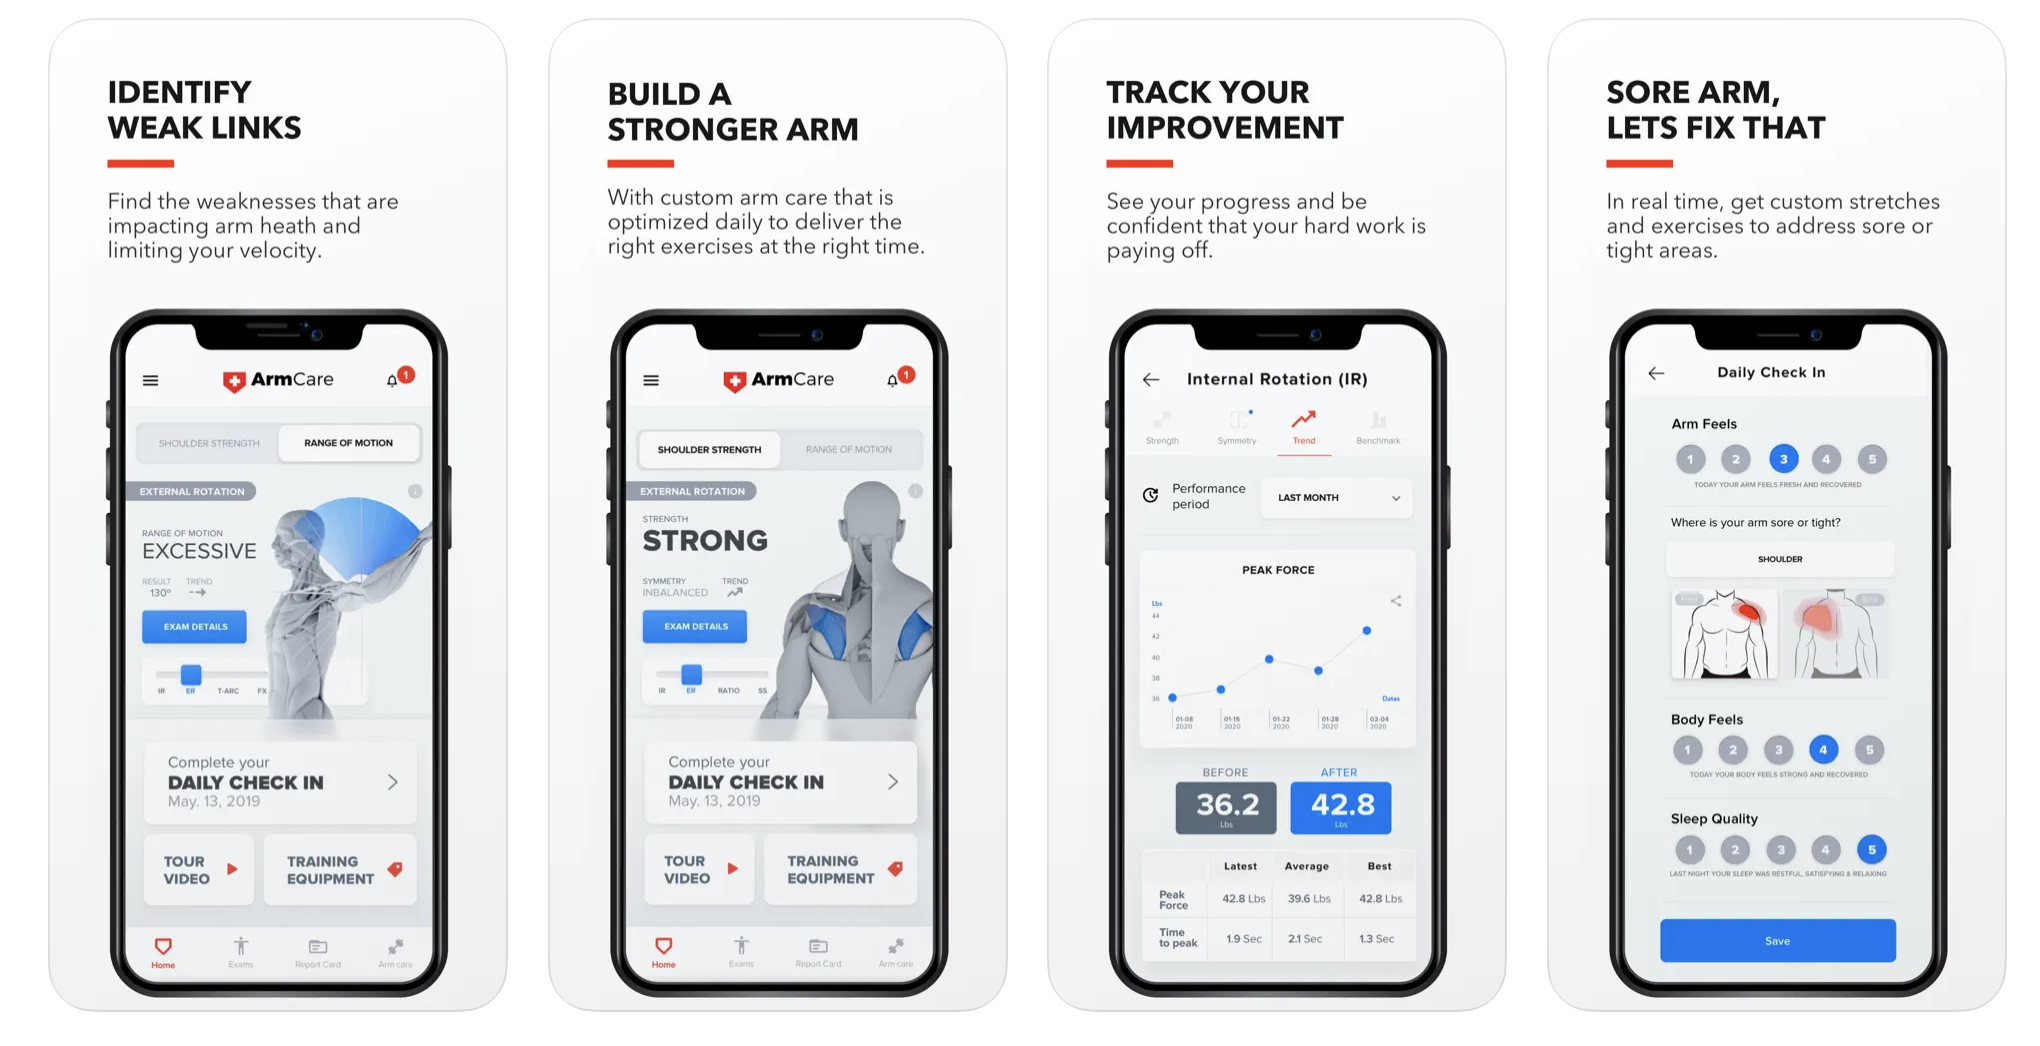 IDENTIFY
WEAK LINKS
Find the weaknesses that are
impacting arm heath and
limiting your velocity.
ArmCare
1
SHOULDER STRENGTH
RANGE OF MOTION
EXTERNAL ROTATION
RANGE OF MOTION
EXCESSIVE
RESULT TREND
130°
EXAM DETAILS
IR ER T-ARC FX
Complete your
DAILY CHECK IN
May. 13, 2019
TOUR
VIDEO
TRAINING
EQUIPMENT
Home Exams Report Card Arm care
BUILD A
STRONGER ARM
With custom arm care that is
optimized daily to deliver the
right exercises at the right time.
ArmCare
1
SHOULDER STRENGTH
RANGE OF MOTION
EXTERNAL ROTATION
STRENGTH
STRONG
SYMMETRY TREND
INBALANCED
EXAM DETAILS
IR ER RATIO SS
Complete your
DAILY CHECK IN
May. 13, 2019
TOUR
VIDEO
TRAINING
EQUIPMENT
Home Exams Report Card Arm care
TRACK YOUR
IMPROVEMENT
See your progress and be
confident that your hard work is
paying off.
Internal Rotation (IR)
Strength Symmetry Trend Benchmark
Performance
period
LAST MONTH
PEAK FORCE
Lbs
44
42
40
38
36
Dates
01-08 01-15 01-22 01-28 02-04
2020 2020 2020 2020 2020
BEFORE AFTER
36.2 42.8
Lbs Lbs
Latest Average Best
Peak
Force
42.8 Lbs 39.6 Lbs 42.8 Lbs
Time
to peak
1.9 Sec 2.1 Sec 1.3 Sec
SORE ARM,
LETS FIX THAT
In real time, get custom stretches
and exercises to address sore or
tight areas.
Daily Check In
Arm Feels
1 2 3 4 5
TODAY YOUR ARM FEELS FRESH AND RECOVERED
Where is your arm sore or tight?
SHOULDER
Front Back
Body Feels
1 2 3 4 5
TODAY YOUR BODY FEELS STRONG AND RECOVERED
Sleep Quality
1 2 3 4 5
LAST NIGHT YOUR SLEEP WAS RESTFUL, SATISFYING & RELAXING
Save